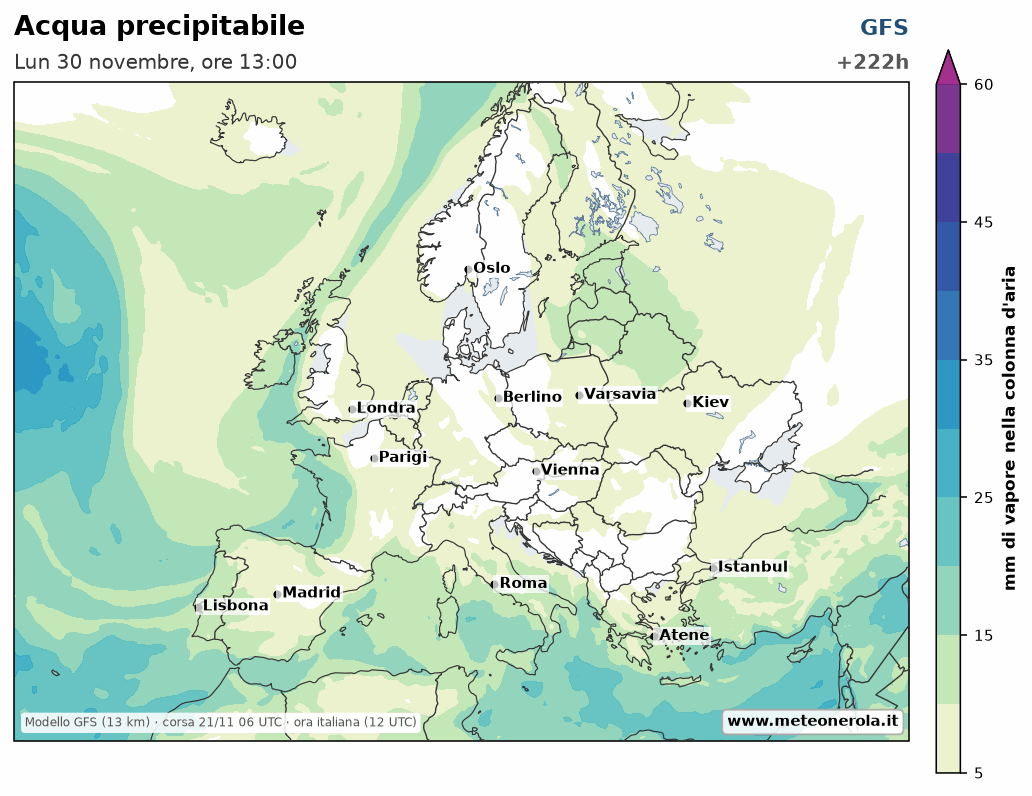 Acqua precipitabile
GFS
Lun 30 novembre, ore 13:00
+222h
60
45
35
25
15
5
mm di vapore nella colonna d'aria
Oslo
Londra
Berlino
Varsavia
Kiev
Parigi
Vienna
Istanbul
Roma
Madrid
Lisbona
Atene
Modello GFS (13 km) · corsa 21/11 06 UTC · ora italiana (12 UTC)
www.meteonerola.it